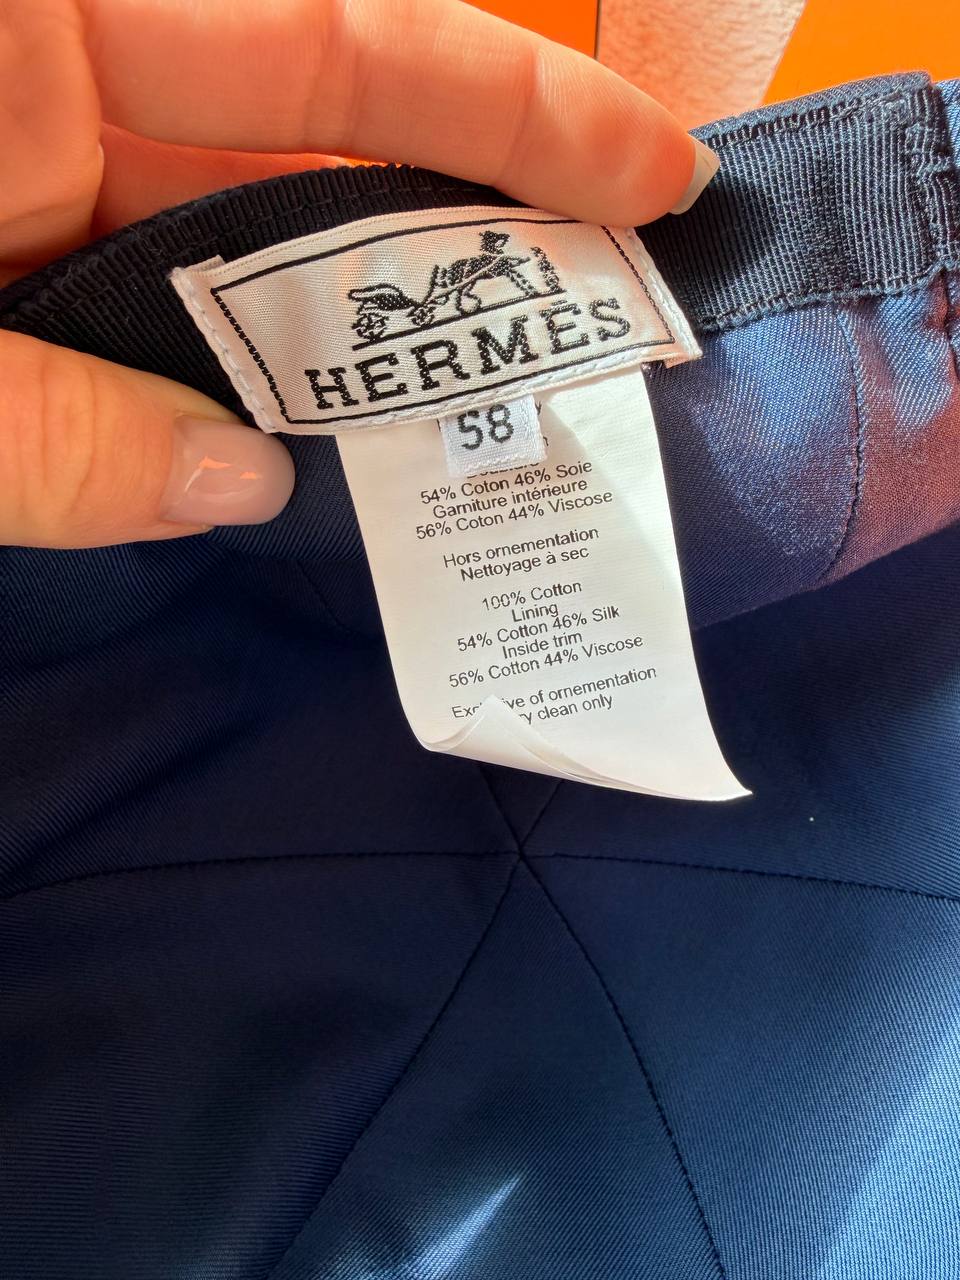 HERMÈS
58
54% Coton 46% Soie
Garniture intérieure
56% Coton 44% Viscose
Hors ornementation
Nettoyage à sec
100% Cotton
Lining
54% Cotton 46% Silk
Inside trim
56% Cotton 44% Viscose
of ornementation
clean only